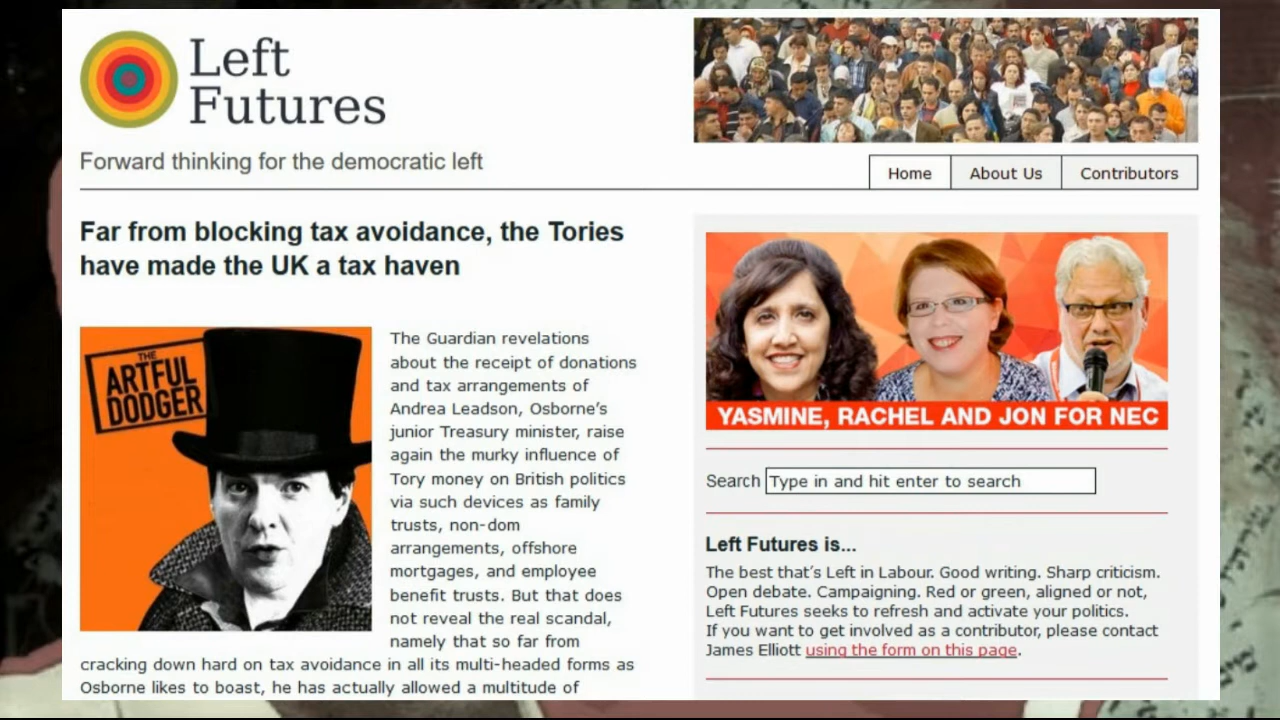 Left
Futures
Forward thinking for the democratic left
Home
About Us
Contributors
Far from blocking tax avoidance, the Tories
have made the UK a tax haven
THE
ARTFUL
DODGER
The Guardian revelations
about the receipt of donations
and tax arrangements of
Andrea Leadson, Osborne's
junior Treasury minister, raise
again the murky influence of
Tory money on British politics
via such devices as family
trusts, non-dom
arrangements, offshore
mortgages, and employee
benefit trusts. But that does
not reveal the real scandal,
namely that so far from
cracking down hard on tax avoidance in all its multi-headed forms as
Osborne likes to boast, he has actually allowed a multitude of
YASMINE, RACHEL AND JON FOR NEC
Search Type in and hit enter to search
Left Futures is...
The best that's Left in Labour. Good writing. Sharp criticism.
Open debate. Campaigning. Red or green, aligned or not,
Left Futures seeks to refresh and activate your politics.
If you want to get involved as a contributor, please contact
James Elliott using the form on this page.